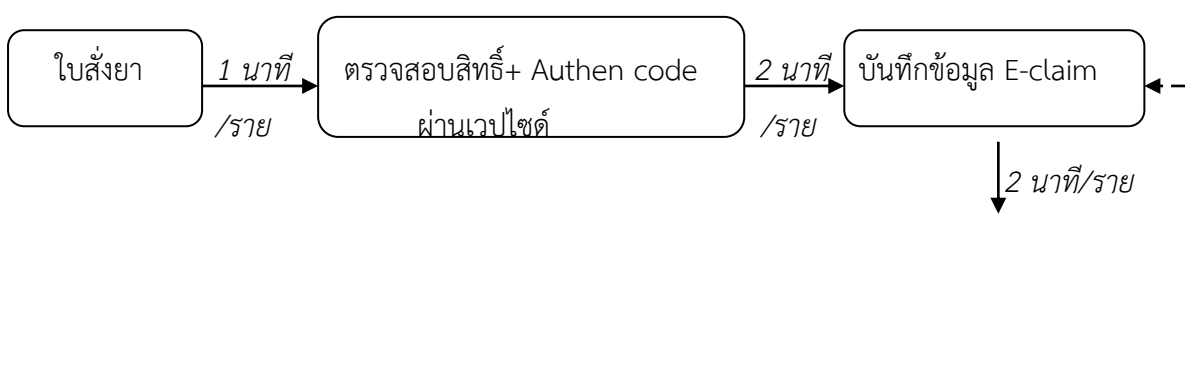 ใบสั่งยา
1 นาที
/ราย
ตรวจสอบสิทธิ์+ Authen code
ผ่านเวปไซด์
2 นาที
/ราย
บันทึกข้อมูล E-claim
2 นาที/ราย